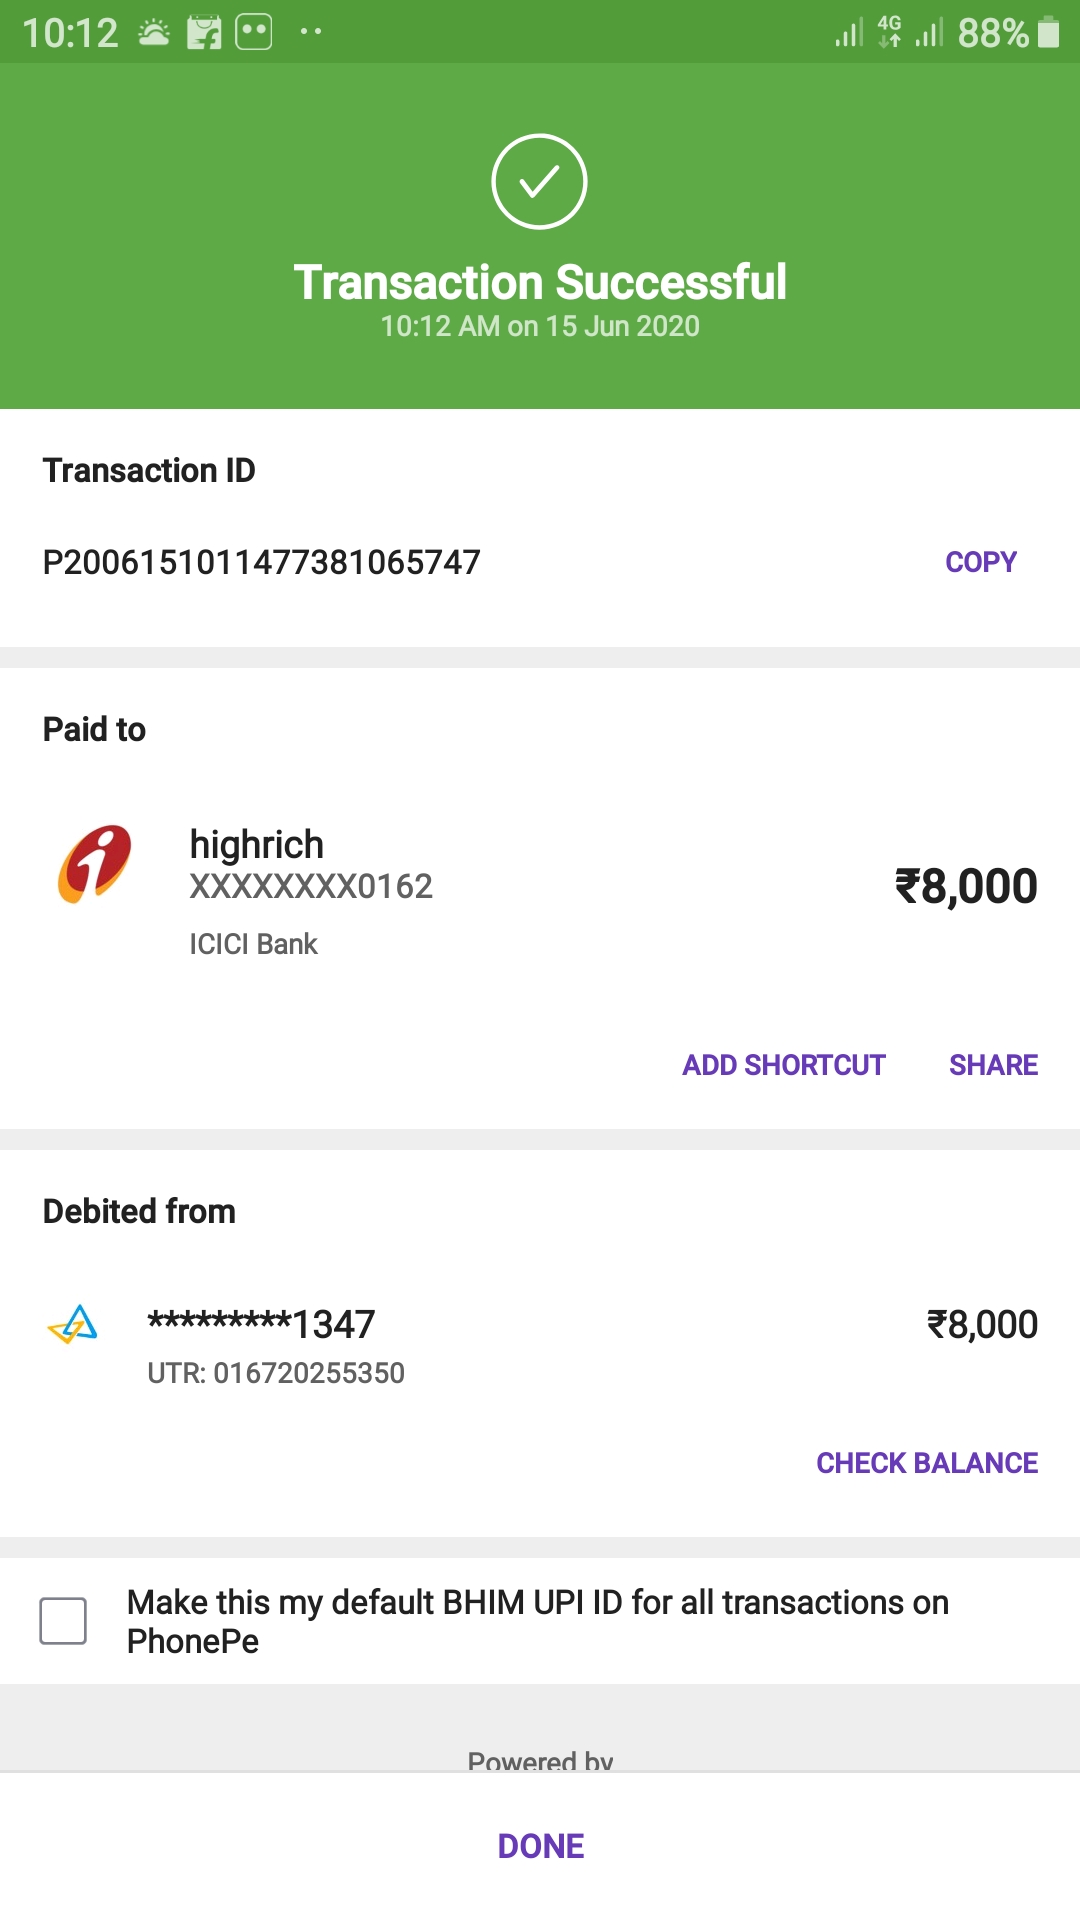 10:12 4G 88%
Transaction Successful
10:12 AM on 15 Jun 2020
Transaction ID
P2006151011477381065747 COPY
Paid to
highrich
XXXXXXXX0162
₹8,000
ICICI Bank
ADD SHORTCUT SHARE
Debited from
*********1347 ₹8,000
UTR: 016720255350
CHECK BALANCE
Make this my default BHIM UPI ID for all transactions on
PhonePe
Powered by
DONE